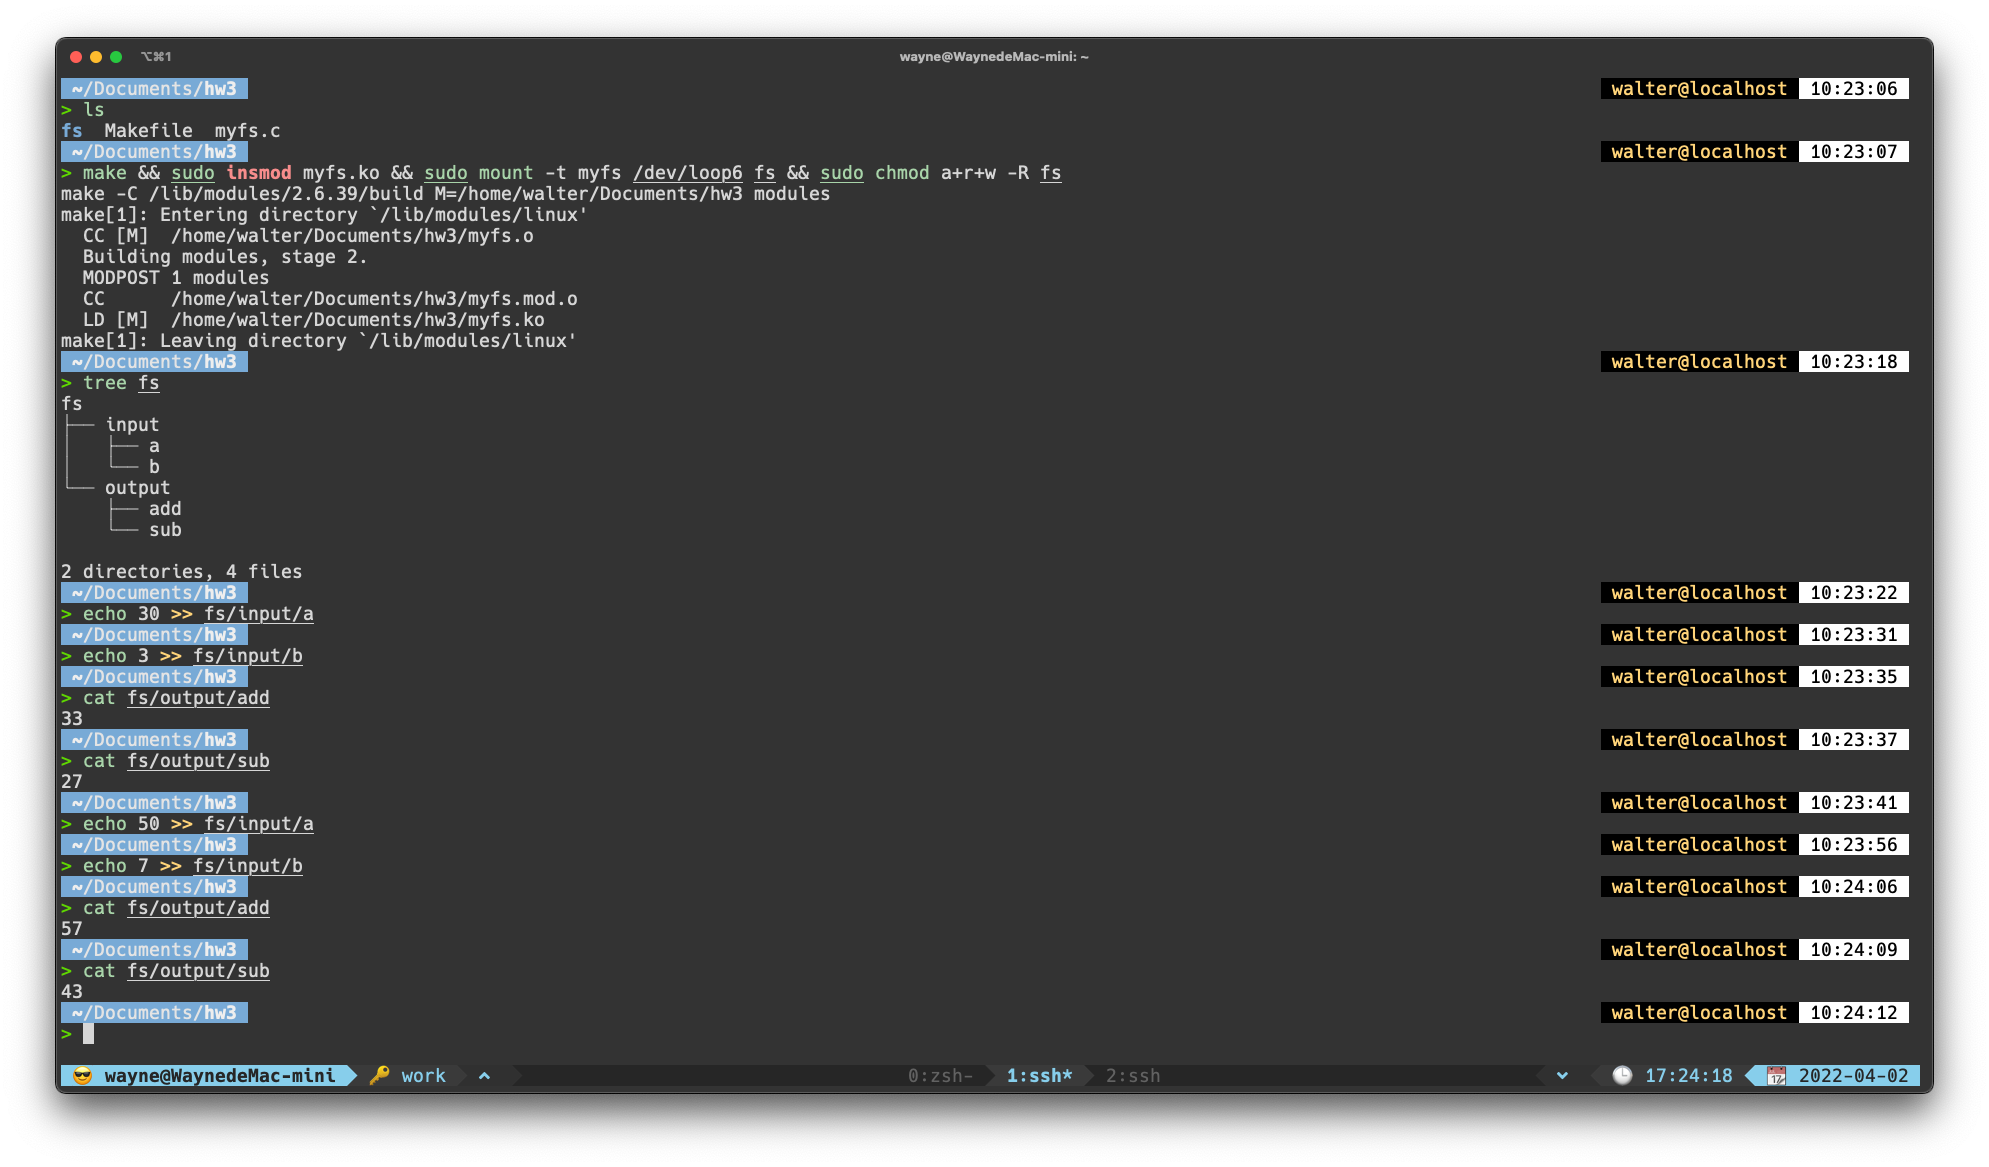 ⌥⌘1 wayne@WaynedeMac-mini: ~
~/Documents/hw3 walter@localhost 10:23:06
> ls
fs  Makefile  myfs.c
~/Documents/hw3 walter@localhost 10:23:07
> make && sudo insmod myfs.ko && sudo mount -t myfs /dev/loop6 fs && sudo chmod a+r+w -R fs
make -C /lib/modules/2.6.39/build M=/home/walter/Documents/hw3 modules
make[1]: Entering directory `/lib/modules/linux'
  CC [M]  /home/walter/Documents/hw3/myfs.o
  Building modules, stage 2.
  MODPOST 1 modules
  CC      /home/walter/Documents/hw3/myfs.mod.o
  LD [M]  /home/walter/Documents/hw3/myfs.ko
make[1]: Leaving directory `/lib/modules/linux'
~/Documents/hw3 walter@localhost 10:23:18
> tree fs
fs
├── input
│   ├── a
│   └── b
└── output
    ├── add
    └── sub
2 directories, 4 files
~/Documents/hw3 walter@localhost 10:23:22
> echo 30 >> fs/input/a
~/Documents/hw3 walter@localhost 10:23:31
> echo 3 >> fs/input/b
~/Documents/hw3 walter@localhost 10:23:35
> cat fs/output/add
33
~/Documents/hw3 walter@localhost 10:23:37
> cat fs/output/sub
27
~/Documents/hw3 walter@localhost 10:23:41
> echo 50 >> fs/input/a
~/Documents/hw3 walter@localhost 10:23:56
> echo 7 >> fs/input/b
~/Documents/hw3 walter@localhost 10:24:06
> cat fs/output/add
57
~/Documents/hw3 walter@localhost 10:24:09
> cat fs/output/sub
43
~/Documents/hw3 walter@localhost 10:24:12
>
😎 wayne@WaynedeMac-mini 🔑 work 0:zsh- 1:ssh* 2:ssh 🕒 17:24:18 📆 2022-04-02